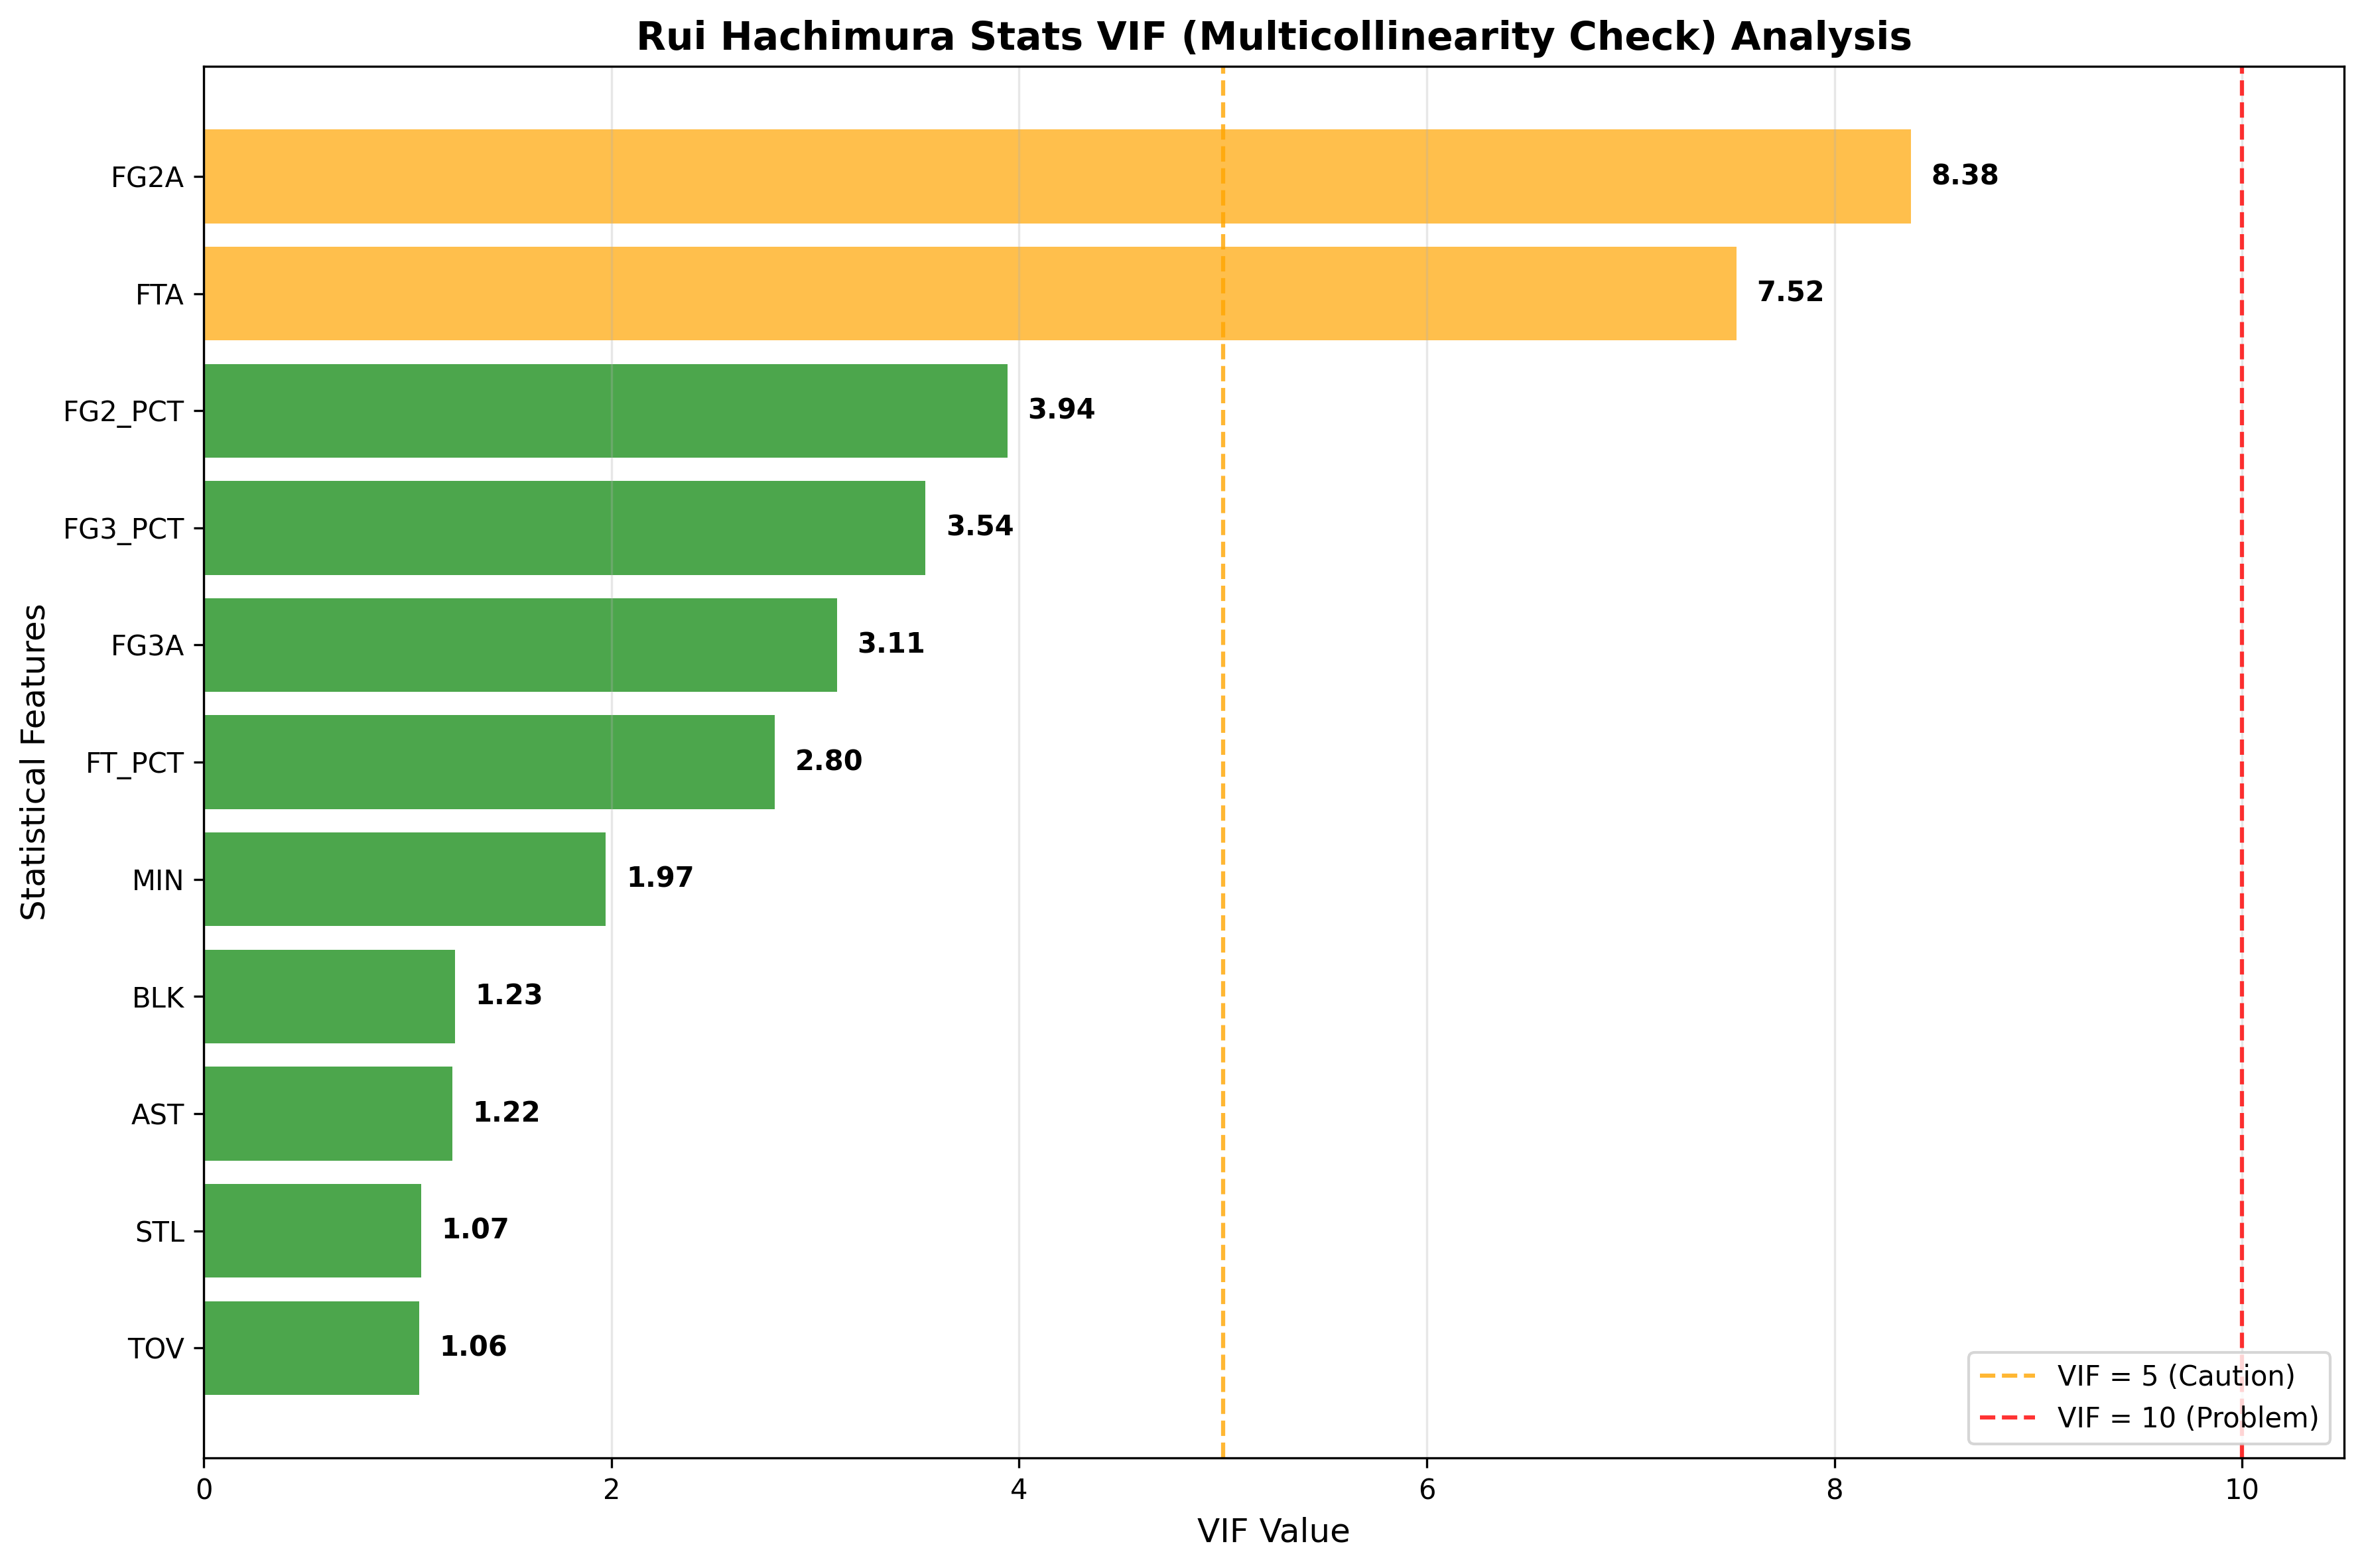 Rui Hachimura Stats VIF (Multicollinearity Check) Analysis
Statistical Features
FG2A 8.38
FTA 7.52
FG2_PCT 3.94
FG3_PCT 3.54
FG3A 3.11
FT_PCT 2.80
MIN 1.97
BLK 1.23
AST 1.22
STL 1.07
TOV 1.06
VIF = 5 (Caution)
VIF = 10 (Problem)
0 2 4 6 8 10
VIF Value